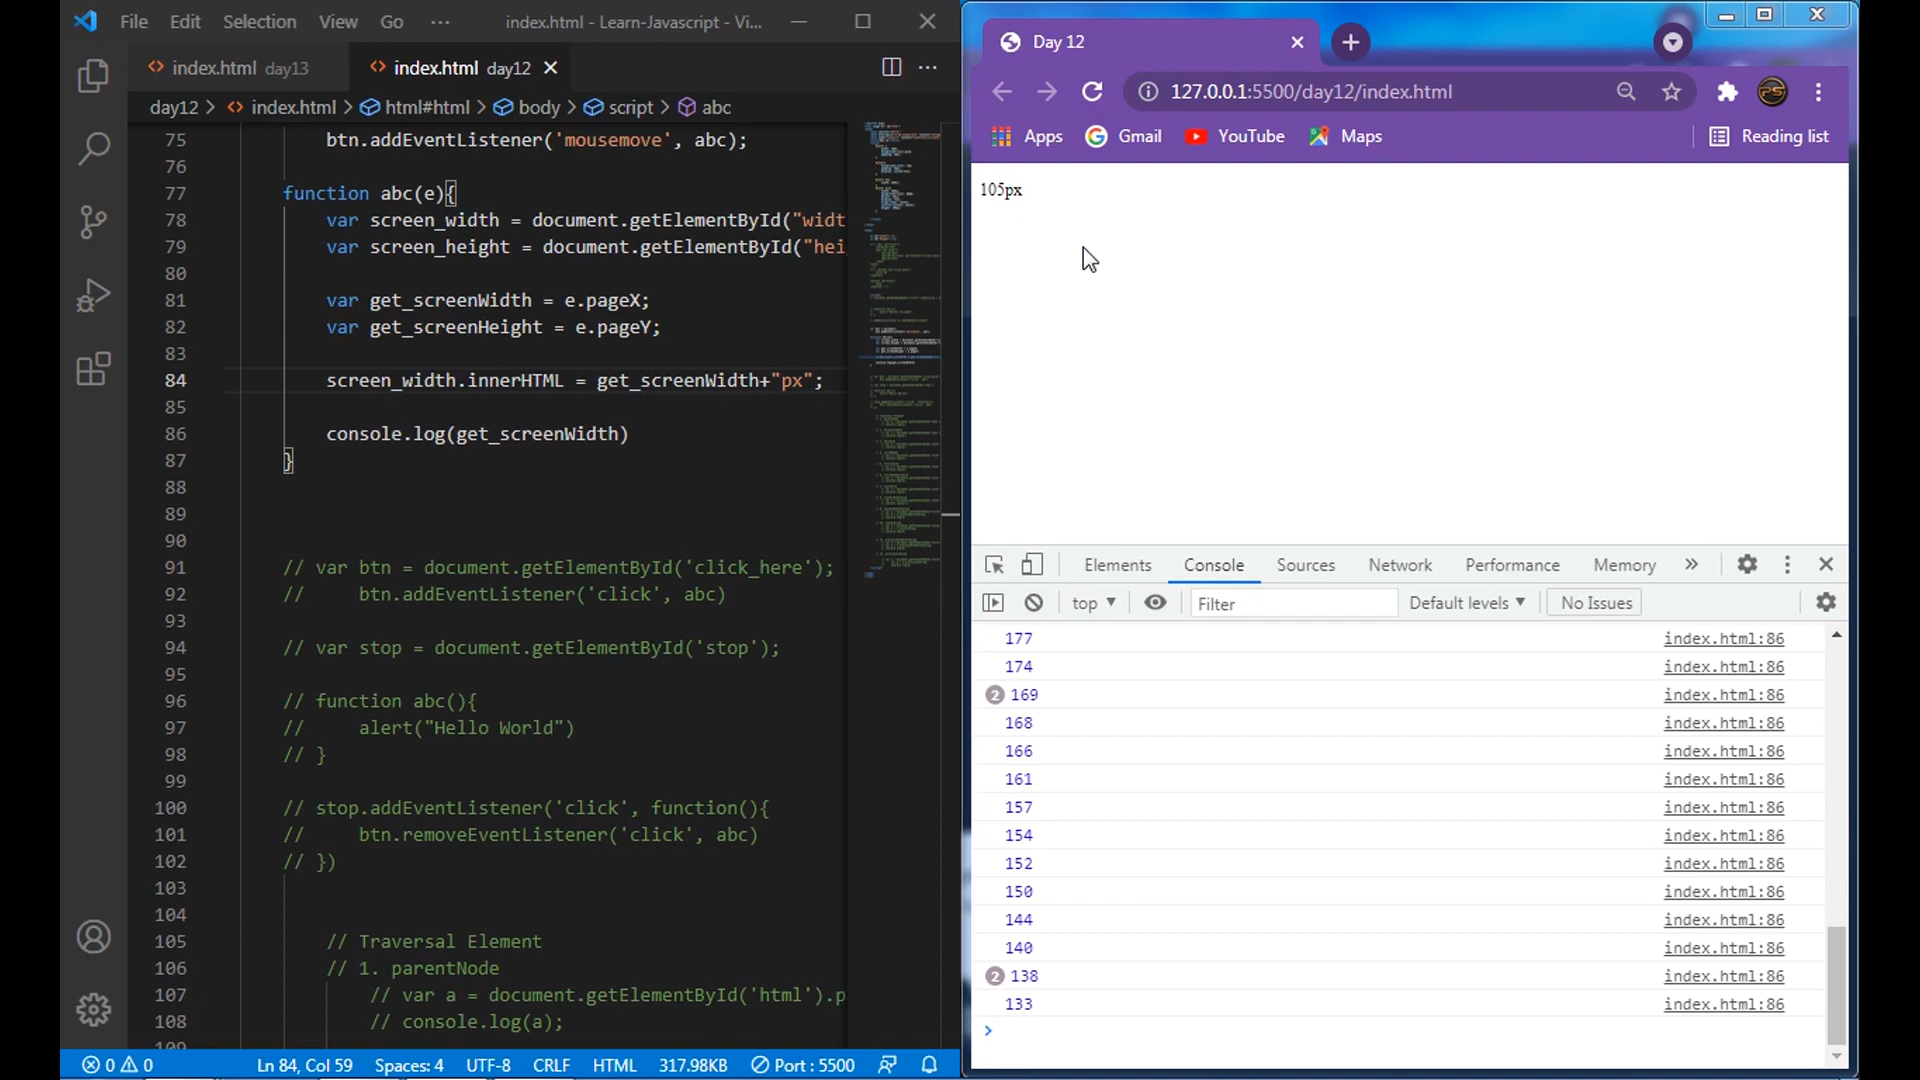 File Edit Selection View Go ··· index.html - Learn-Javascript - Vi...
index.html day13 index.html day12
day12 > index.html > html#html > body > script > abc
75 btn.addEventListener('mousemove', abc);
76
77 function abc(e){
78 var screen_width = document.getElementById("widt
79 var screen_height = document.getElementById("hei
80
81 var get_screenWidth = e.pageX;
82 var get_screenHeight = e.pageY;
83
84 screen_width.innerHTML = get_screenWidth+"px";
85
86 console.log(get_screenWidth)
87 }
88
89
90
91 // var btn = document.getElementById('click_here');
92 // btn.addEventListener('click', abc)
93
94 // var stop = document.getElementById('stop');
95
96 // function abc(){
97 // alert("Hello World")
98 // }
99
100 // stop.addEventListener('click', function(){
101 // btn.removeEventListener('click', abc)
102 // })
103
104
105 // Traversal Element
106 // 1. parentNode
107 // var a = document.getElementById('html').p
108 // console.log(a);
109
0 0 Ln 84, Col 59 Spaces: 4 UTF-8 CRLF HTML 317.98KB Port : 5500
Day 12
127.0.0.1:5500/day12/index.html
Apps Gmail YouTube Maps Reading list
105px
Elements Console Sources Network Performance Memory »
top Filter Default levels No Issues
177 index.html:86
174 index.html:86
2 169 index.html:86
168 index.html:86
166 index.html:86
161 index.html:86
157 index.html:86
154 index.html:86
152 index.html:86
150 index.html:86
144 index.html:86
140 index.html:86
2 138 index.html:86
133 index.html:86
>